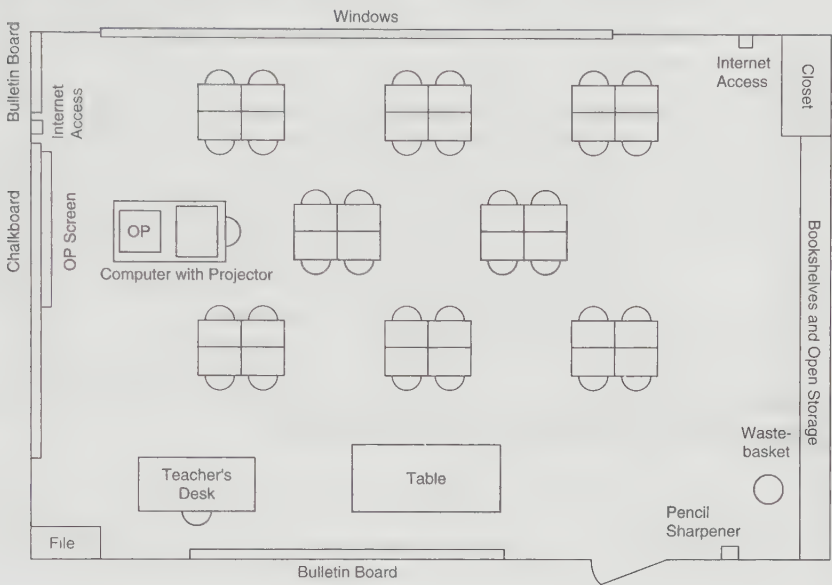 Windows
Bulletin Board
Internet
Access
Internet
Access
Closet
Chalkboard
OP Screen
OP
Computer with Projector
Bookshelves and Open Storage
Waste-
basket
Teacher's
Desk
Table
Pencil
Sharpener
File
Bulletin Board